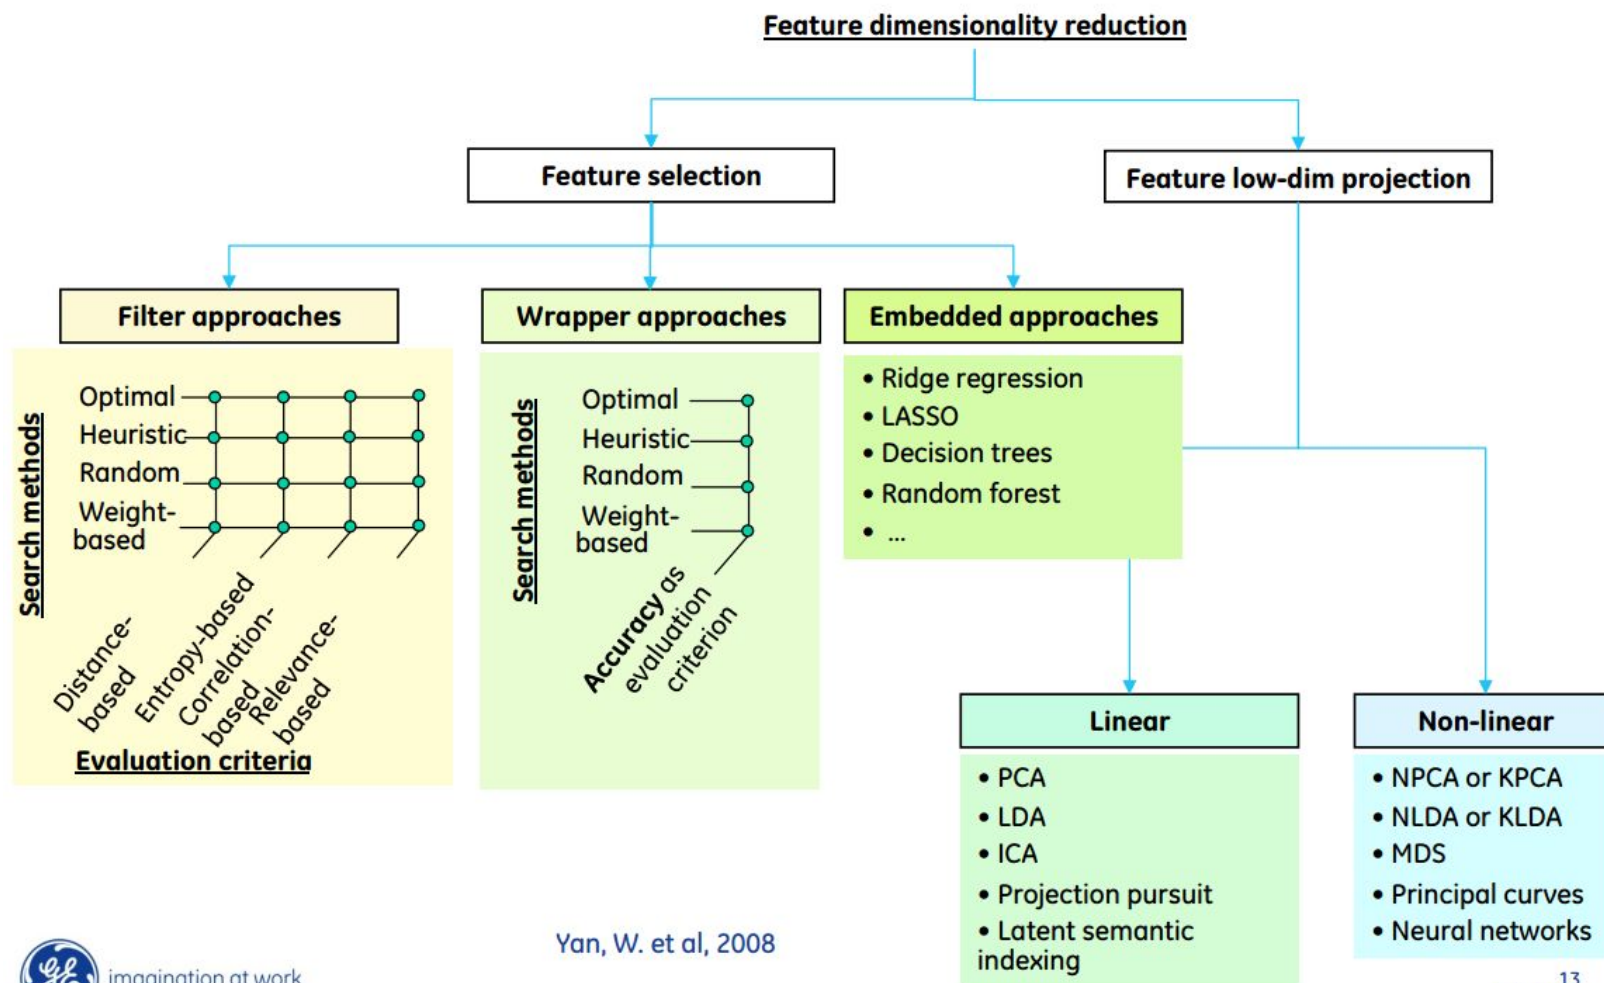 Feature dimensionality reduction
Feature selection
Feature low-dim projection
Filter approaches
Wrapper approaches
Embedded approaches
Search methods
Optimal
Heuristic
Random
Weight-
based
Distance-
based
Entropy-based
Correlation-
based
Relevance-
based
Evaluation criteria
Search methods
Optimal
Heuristic
Random
Weight-
based
Accuracy as
evaluation
criterion
• Ridge regression
• LASSO
• Decision trees
• Random forest
• ...
Linear
• PCA
• LDA
• ICA
• Projection pursuit
• Latent semantic
indexing
Non-linear
• NPCA or KPCA
• NLDA or KLDA
• MDS
• Principal curves
• Neural networks
Yan, W. et al, 2008
GE
imagination at work
13